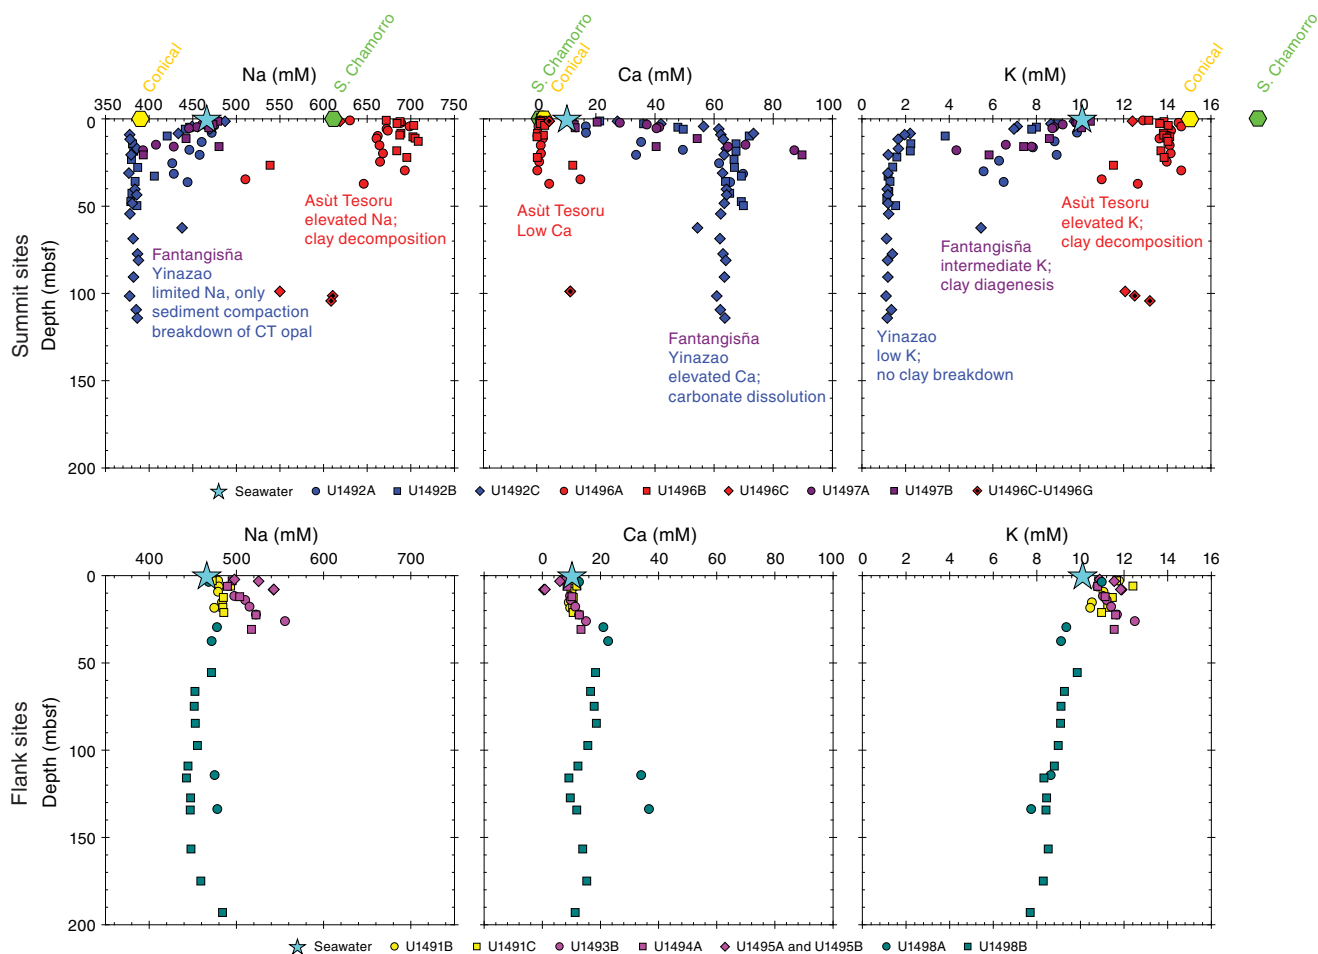 Conical
S. Chamorro
S. Chamorro
Conical
Conical
S. Chamorro
Na (mM)
Ca (mM)
K (mM)
350 400 450 500 550 600 650 700 750
0 20 40 60 80 100
0 2 4 6 8 10 12 14 16
0
50
100
150
200
Summit sites
Depth (mbsf)
Asùt Tesoru
elevated Na;
clay decomposition
Fantangisña
Yinazao
limited Na, only
sediment compaction
breakdown of CT opal
Asùt Tesoru
Low Ca
Fantangisña
Yinazao
elevated Ca;
carbonate dissolution
Asùt Tesoru
elevated K;
clay decomposition
Fantangisña
intermediate K;
clay diagenesis
Yinazao
low K;
no clay breakdown
200
200
Seawater U1492A U1492B U1492C U1496A U1496B U1496C U1497A U1497B U1496C-U1496G
Na (mM)
Ca (mM)
K (mM)
400 500 600 700
0 20 40 60 80 100
0 2 4 6 8 10 12 14 16
0
50
100
150
200
Flank sites
Depth (mbsf)
200
200
Seawater U1491B U1491C U1493B U1494A U1495A and U1495B U1498A U1498B